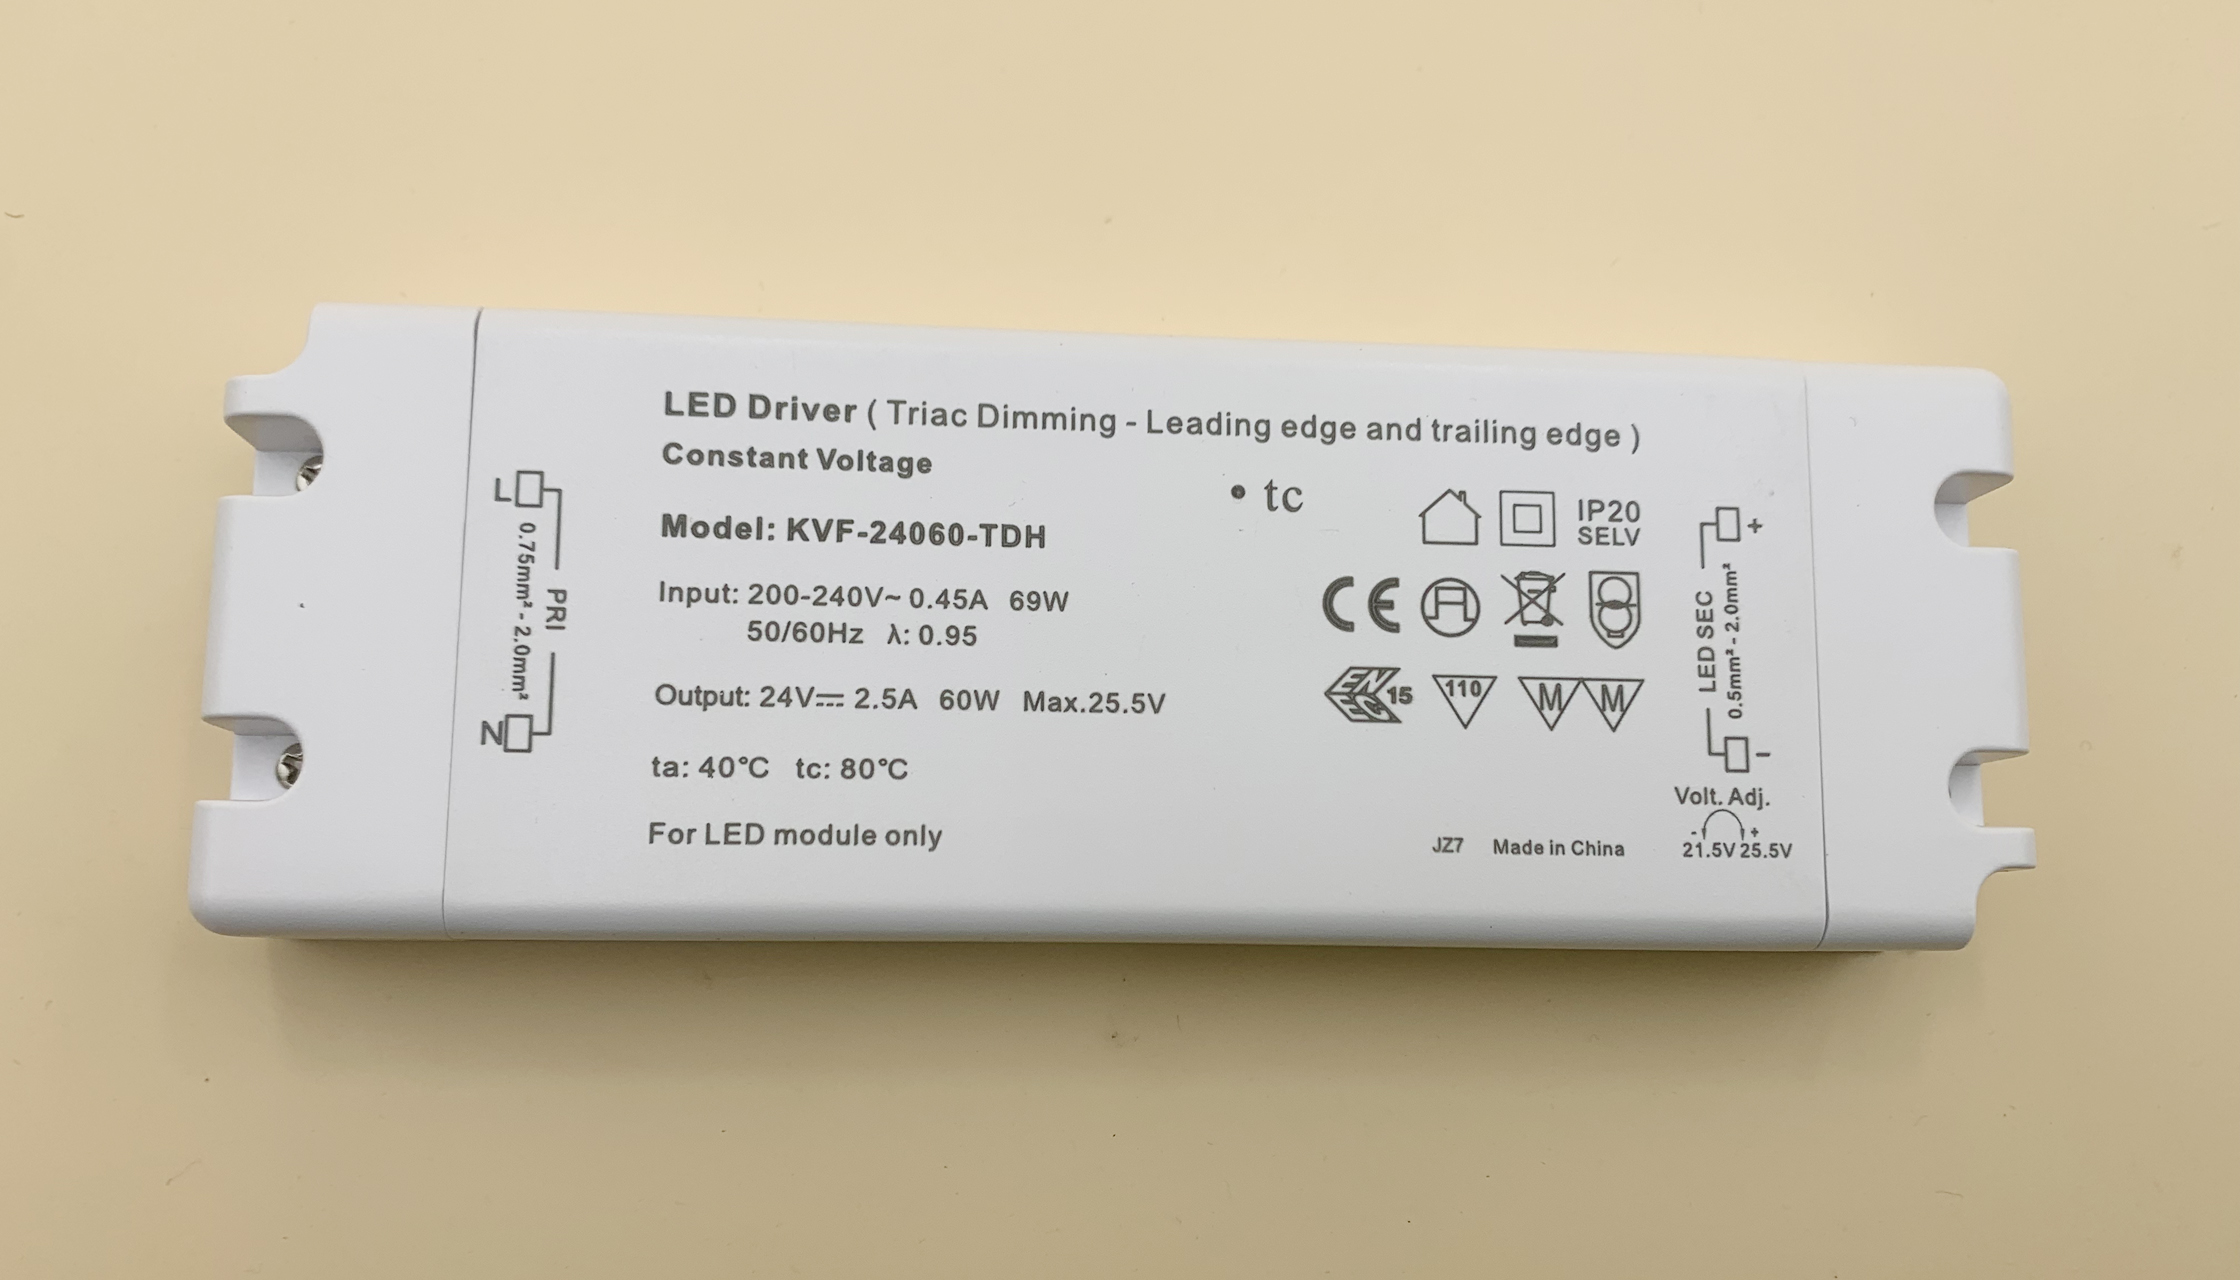 LED Driver ( Triac Dimming - Leading edge and trailing edge )
Constant Voltage
• tc
Model: KVF-24060-TDH
Input: 200-240V~ 0.45A 69W
50/60Hz λ: 0.95
Output: 24V⎓ 2.5A 60W Max.25.5V
ta: 40°C tc: 80°C
For LED module only
L
PRI
0.75mm² - 2.0mm²
N
IP20
SELV
CE
EN
EC
15
110
M M
+
LED SEC
0.5mm² - 2.0mm²
-
Volt. Adj.
- +
21.5V 25.5V
JZ7 Made in China